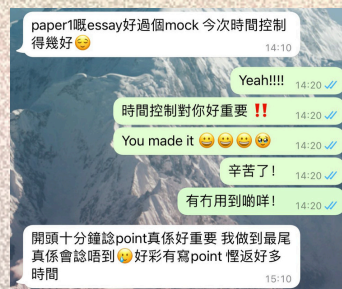 paper1嘅essay好過個mock 今次時間控制
得幾好😌
14:10
Yeah!!!! 14:20
時間控制對你好重要 ‼️ 14:20
You made it 😀😀😀🥹 14:20
辛苦了! 14:20
有冇用到啲咩! 14:20
開頭十分鐘諗point真係好重要 我做到最尾
真係會諗唔到🥲好彩有寫point 慳返好多
時間
15:10